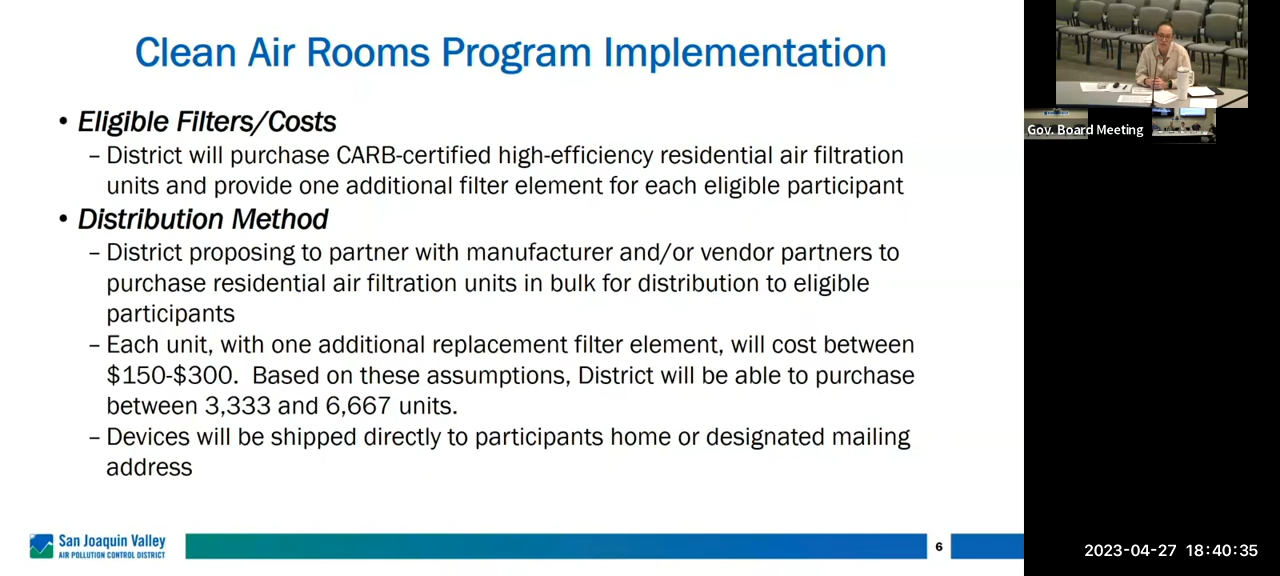 Clean Air Rooms Program Implementation
• Eligible Filters/Costs
– District will purchase CARB-certified high-efficiency residential air filtration
units and provide one additional filter element for each eligible participant
• Distribution Method
– District proposing to partner with manufacturer and/or vendor partners to
purchase residential air filtration units in bulk for distribution to eligible
participants
– Each unit, with one additional replacement filter element, will cost between
$150-$300.  Based on these assumptions, District will be able to purchase
between 3,333 and 6,667 units.
– Devices will be shipped directly to participants home or designated mailing
address
San Joaquin Valley
AIR POLLUTION CONTROL DISTRICT
6
Gov. Board Meeting
2023-04-27 18:40:35